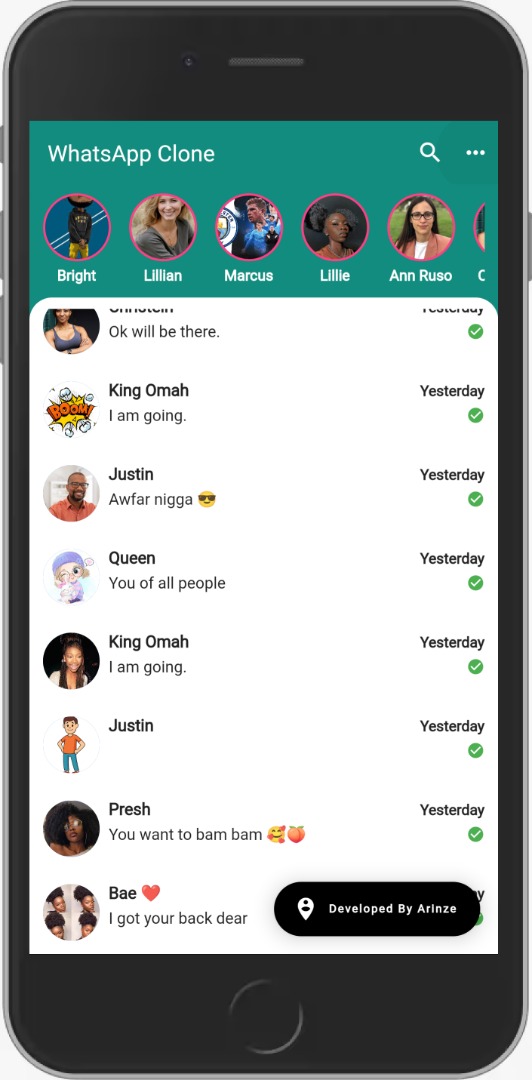 WhatsApp Clone
Bright
Lillian
Marcus
Lillie
Ann Ruso
C
Yesterday
Ok will be there.
King Omah
Yesterday
I am going.
BOOM!
Justin
Yesterday
Awfar nigga 😎
Queen
Yesterday
You of all people
King Omah
Yesterday
I am going.
Justin
Yesterday
Presh
Yesterday
You want to bam bam 🥰🍑
Bae ❤️
I got your back dear
Developed By Arinze